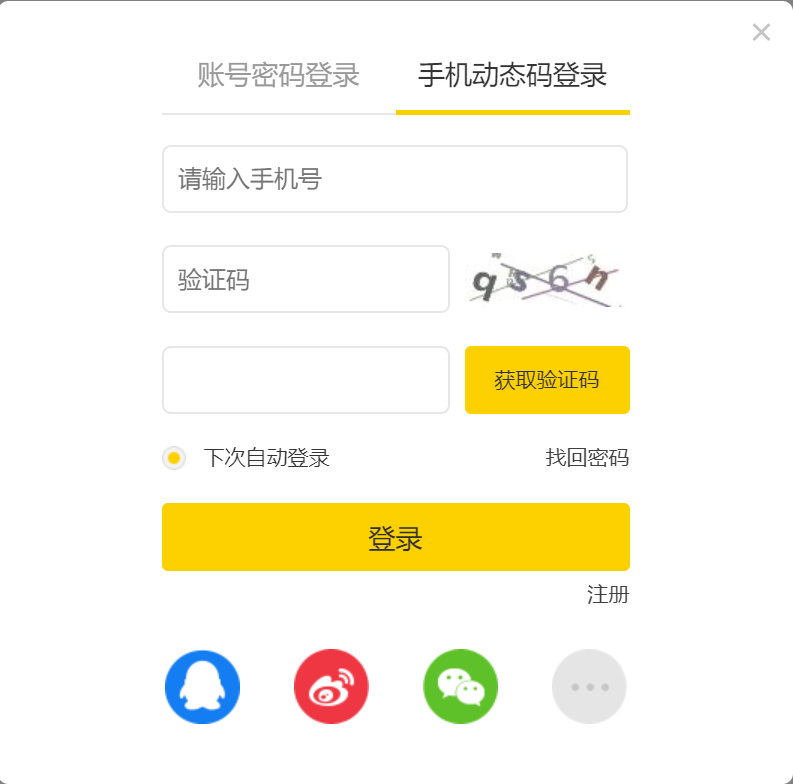 账号密码登录 手机动态码登录
请输入手机号
验证码 qs6n
获取验证码
下次自动登录 找回密码
登录
注册